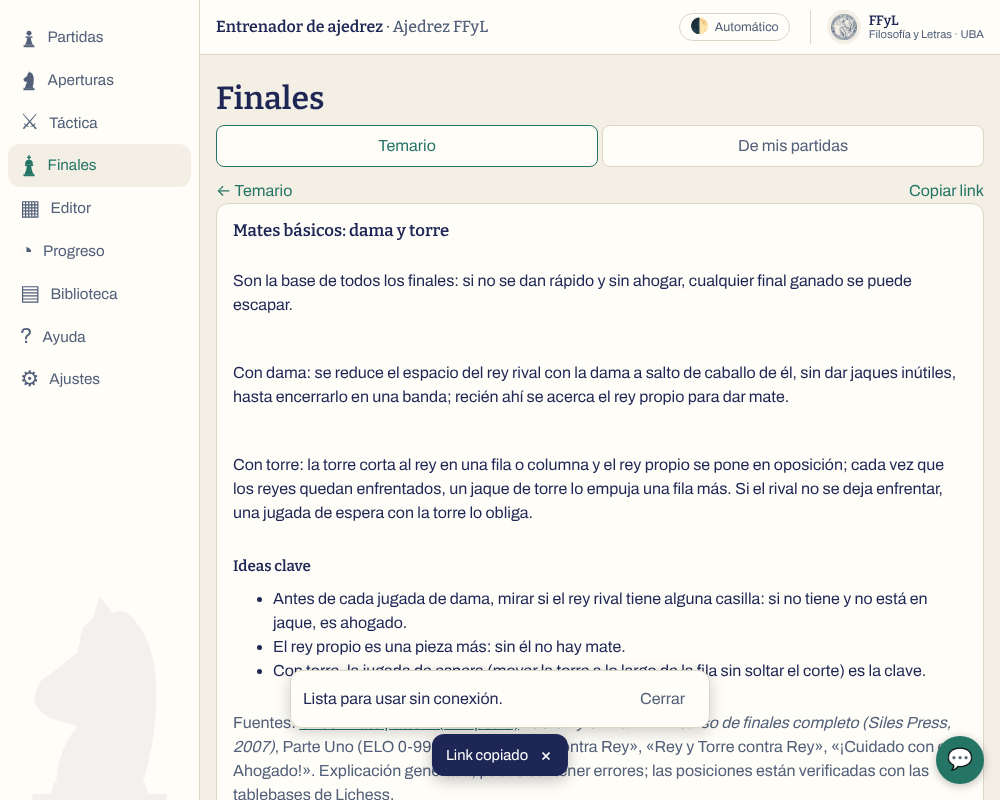 Partidas
Aperturas
Táctica
Finales
Editor
Progreso
Biblioteca
Ayuda
Ajustes
Entrenador de ajedrez · Ajedrez FFyL
Automático
FFyL
Filosofía y Letras · UBA
Finales
Temario
De mis partidas
← Temario
Copiar link
Mates básicos: dama y torre
Son la base de todos los finales: si no se dan rápido y sin ahogar, cualquier final ganado se puede
escapar.
Con dama: se reduce el espacio del rey rival con la dama a salto de caballo de él, sin dar jaques inútiles,
hasta encerrarlo en una banda; recién ahí se acerca el rey propio para dar mate.
Con torre: la torre corta al rey en una fila o columna y el rey propio se pone en oposición; cada vez que
los reyes quedan enfrentados, un jaque de torre lo empuja una fila más. Si el rival no se deja enfrentar,
una jugada de espera con la torre lo obliga.
Ideas clave
• Antes de cada jugada de dama, mirar si el rey rival tiene alguna casilla: si no tiene y no está en
jaque, es ahogado.
• El rey propio es una pieza más: sin él no hay mate.
• Con torre, la jugada de espera (mover la torre a lo largo de la fila sin soltar el corte) es la clave.
Lista para usar sin conexión.
Cerrar
Fuentes: so de finales completo (Siles Press,
2007), Parte Uno (ELO 0-99 ntra Rey», «Rey y Torre contra Rey», «¡Cuidado con
Ahogado!». Explicación gen ner errores; las posiciones están verificadas con las
tablebases de Lichess.
Link copiado ×